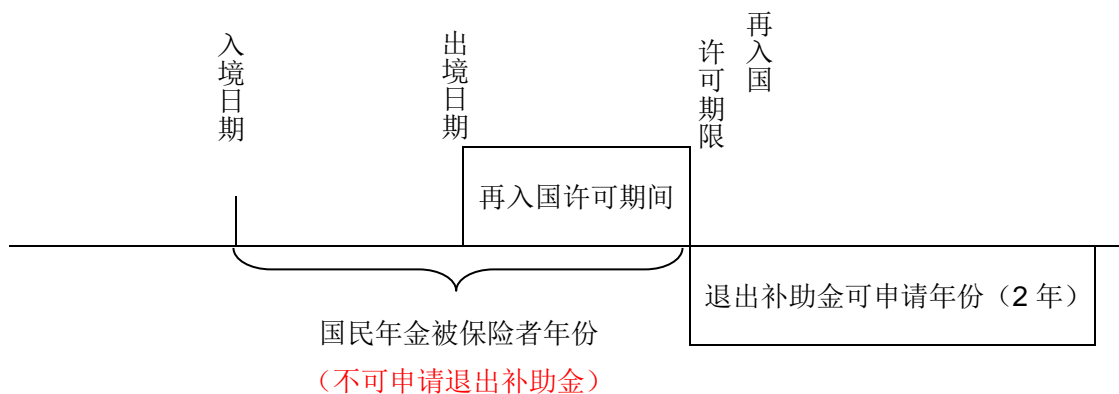 入境日期
出境日期
再入国
许可期限
再入国许可期间
退出补助金可申请年份（2 年）
国民年金被保险者年份
（不可申请退出补助金）